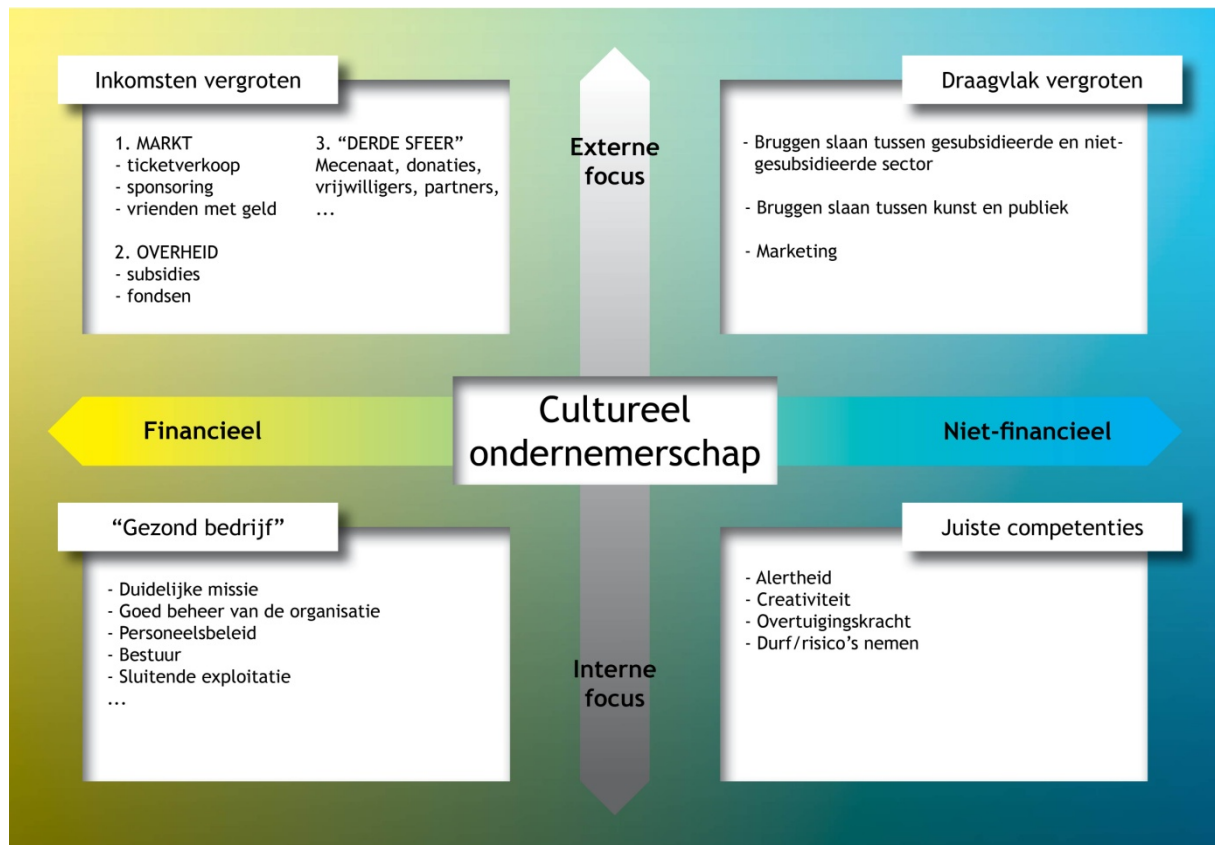 Inkomsten vergroten
1. MARKT
- ticketverkoop
- sponsoring
- vrienden met geld
2. OVERHEID
- subsidies
- fondsen
3. “DERDE SFEER”
Mecenaat, donaties,
vrijwilligers, partners,
...
Externe
focus
Draagvlak vergroten
- Bruggen slaan tussen gesubsidieerde en niet-
gesubsidieerde sector
- Bruggen slaan tussen kunst en publiek
- Marketing
Financieel
Cultureel
ondernemerschap
Niet-financieel
“Gezond bedrijf”
- Duidelijke missie
- Goed beheer van de organisatie
- Personeelsbeleid
- Bestuur
- Sluitende exploitatie
...
Interne
focus
Juiste competenties
- Alertheid
- Creativiteit
- Overtuigingskracht
- Durf/risico’s nemen